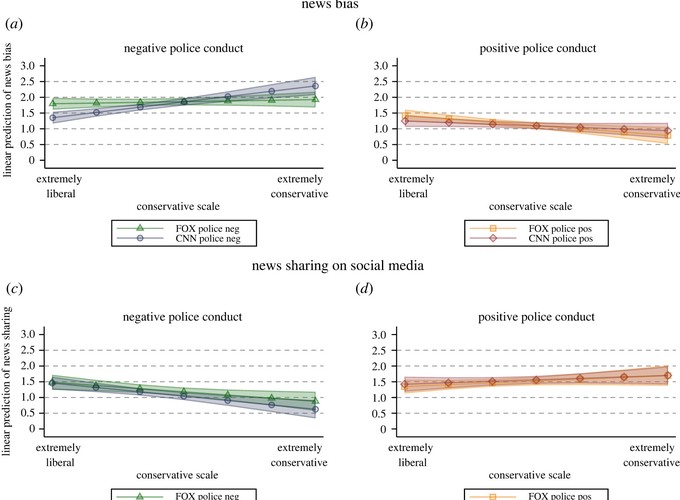 news bias
(a)
(b)
negative police conduct
positive police conduct
linear prediction of news bias
3.0
2.5
2.0
1.5
1.0
0.5
0
3.0
2.5
2.0
1.5
1.0
0.5
0
extremely liberal
extremely conservative
extremely liberal
extremely conservative
conservative scale
conservative scale
FOX police neg
CNN police neg
FOX police pos
CNN police pos
news sharing on social media
(c)
(d)
negative police conduct
positive police conduct
linear prediction of news sharing
3.0
2.5
2.0
1.5
1.0
0.5
0
3.0
2.5
2.0
1.5
1.0
0.5
0
extremely liberal
extremely conservative
extremely liberal
extremely conservative
conservative scale
conservative scale
FOX police neg
FOX police pos